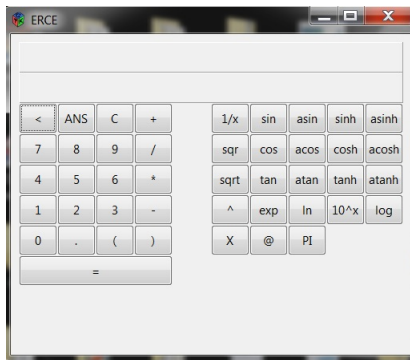 ERCE
< ANS C + 1/x sin asin sinh asinh
7 8 9 / sqr cos acos cosh acosh
4 5 6 * sqrt tan atan tanh atanh
1 2 3 - ^ exp ln 10^x log
0 . ( ) X @ PI
=